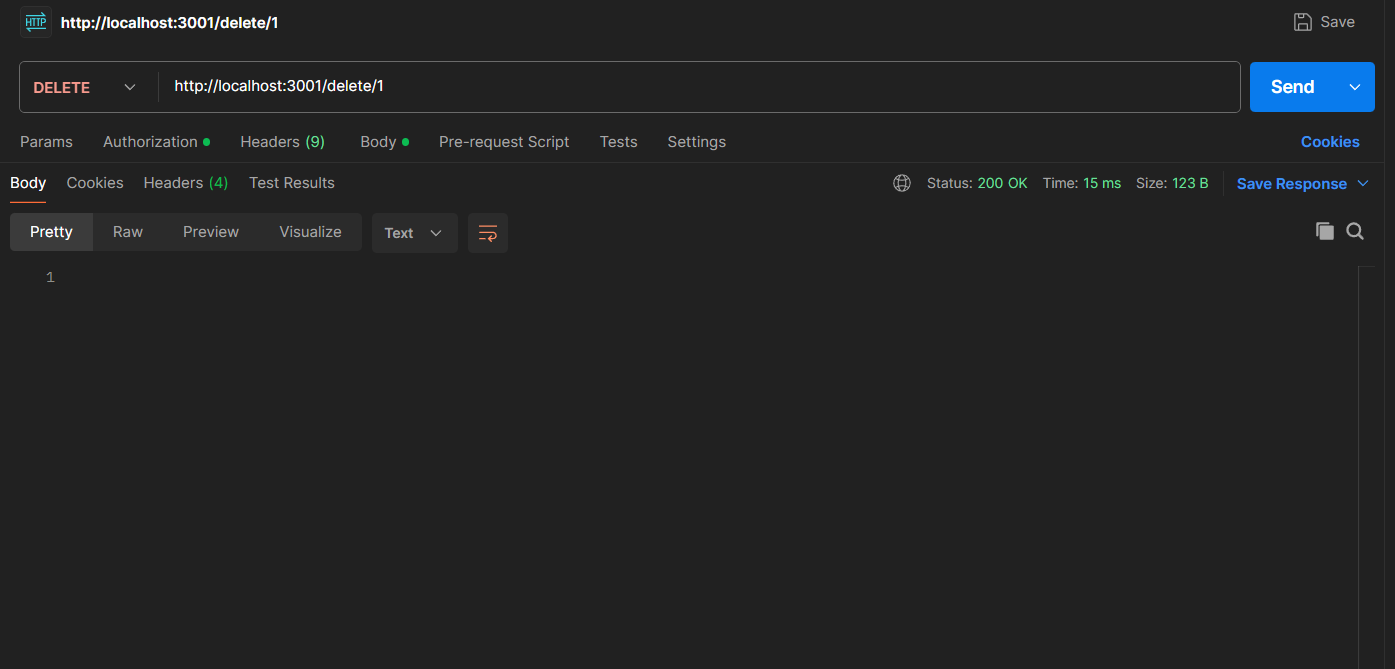 HTTP http://localhost:3001/delete/1 Save
DELETE http://localhost:3001/delete/1 Send
Params Authorization Headers (9) Body Pre-request Script Tests Settings Cookies
Body Cookies Headers (4) Test Results Status: 200 OK Time: 15 ms Size: 123 B Save Response
Pretty Raw Preview Visualize Text
1